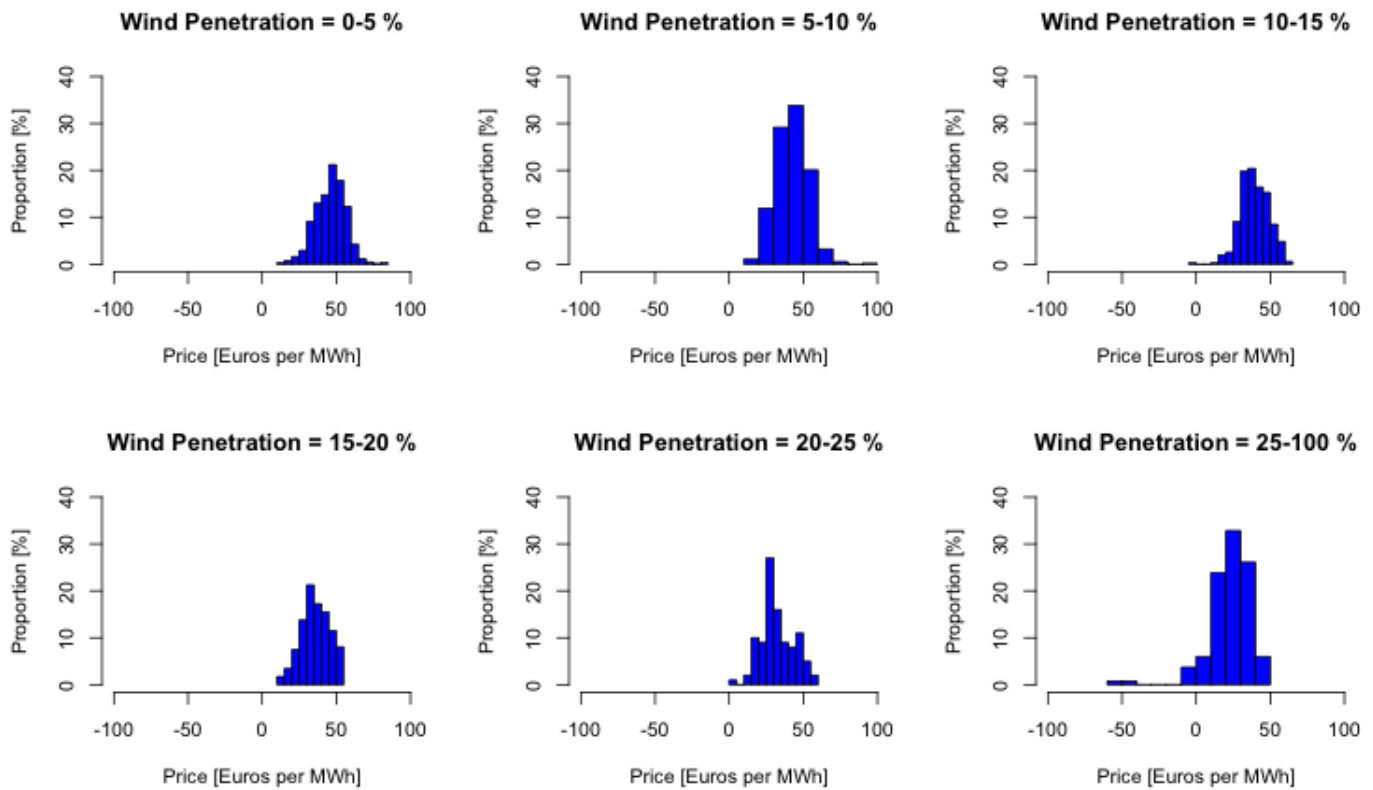 Wind Penetration = 0-5 %
Proportion [%]
40
30
20
10
0
-100 -50 0 50 100
Price [Euros per MWh]
Wind Penetration = 5-10 %
Proportion [%]
40
30
20
10
0
-100 -50 0 50 100
Price [Euros per MWh]
Wind Penetration = 10-15 %
Proportion [%]
40
30
20
10
0
-100 -50 0 50 100
Price [Euros per MWh]
Wind Penetration = 15-20 %
Proportion [%]
40
30
20
10
0
-100 -50 0 50 100
Price [Euros per MWh]
Wind Penetration = 20-25 %
Proportion [%]
40
30
20
10
0
-100 -50 0 50 100
Price [Euros per MWh]
Wind Penetration = 25-100 %
Proportion [%]
40
30
20
10
0
-100 -50 0 50 100
Price [Euros per MWh]